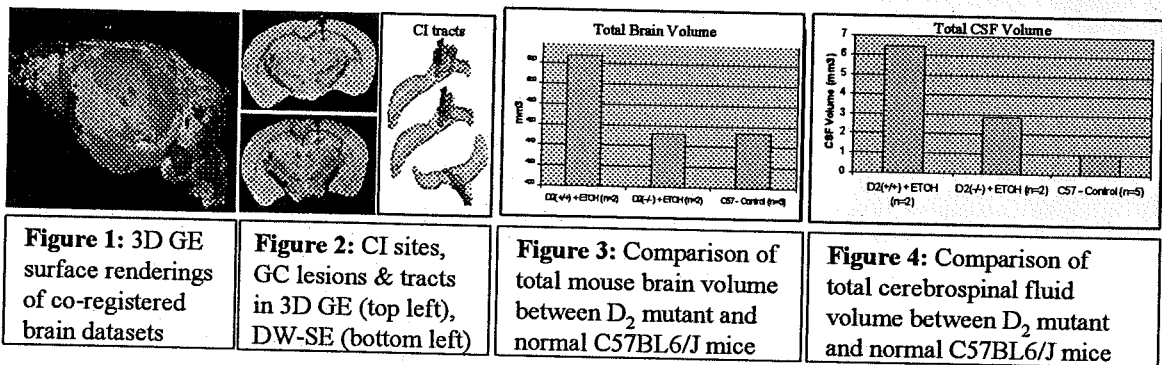 CI tracts
Total Brain Volume
mm3
D2(+/+) + ETOH (n=2)
D2(-/-) + ETOH (n=2)
Total CSF Volume
CSF Volume (mm3)
7
6
5
4
3
2
1
0
D2(+/+) + ETOH
(n=2)
D2(-/-) + ETOH (n=2)
C57 - Control (n=5)
Figure 1: 3D GE
surface renderings
of co-registered
brain datasets
Figure 2: CI sites,
GC lesions & tracts
in 3D GE (top left),
DW-SE (bottom left)
Figure 3: Comparison of
total mouse brain volume
between D₂ mutant and
normal C57BL6/J mice
Figure 4: Comparison of
total cerebrospinal fluid
volume between D₂ mutant
and normal C57BL6/J mice